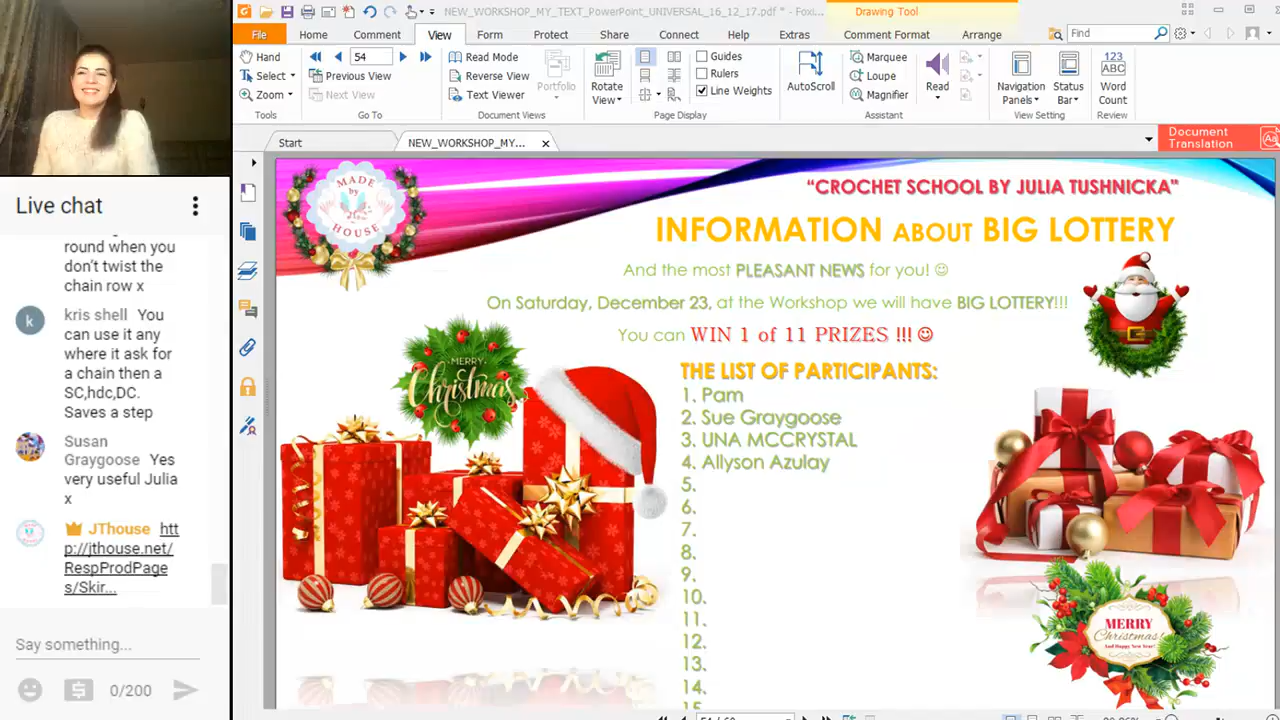 NEW_WORKSHOP_MY_TEXT_PowerPoint_UNIVERSAL_16_12_17.pdf * - Foxi...
Drawing Tool
File Home Comment View Form Protect Share Connect Help Extras Comment Format Arrange Find
Hand
Select
Zoom
Tools
54
Previous View
Next View
Go To
Read Mode
Reverse View
Text Viewer
Portfolio
Document Views
Rotate View
Guides
Rulers
Line Weights
Page Display
AutoScroll
Marquee
Loupe
Magnifier
Read
Assistant
Navigation Panels
Status Bar
View Setting
123
ABC
Word Count
Review
Start
NEW_WORKSHOP_MY...
Document Translation
Live chat
round when you
don't twist the
chain row x
k
kris shell You
can use it any
where it ask for
a chain then a
SC,hdc,DC.
Saves a step
Susan
Graygoose Yes
very useful Julia
x
JThouse htt
p://jthouse.net/
RespProdPage
s/Skir...
Say something...
0/200
MADE
by
HOUSE
"CROCHET SCHOOL BY JULIA TUSHNICKA"
INFORMATION ABOUT BIG LOTTERY
And the most PLEASANT NEWS for you! ☺
On Saturday, December 23, at the Workshop we will have BIG LOTTERY!!!
You can WIN 1 of 11 PRIZES !!! ☺
MERRY
Christmas
THE LIST OF PARTICIPANTS:
1. Pam
2. Sue Graygoose
3. UNA MCCRYSTAL
4. Allyson Azulay
5.
6.
7.
8.
9.
10.
11.
12.
13.
14.
15.
MERRY
Christmas!
And Happy New Year!